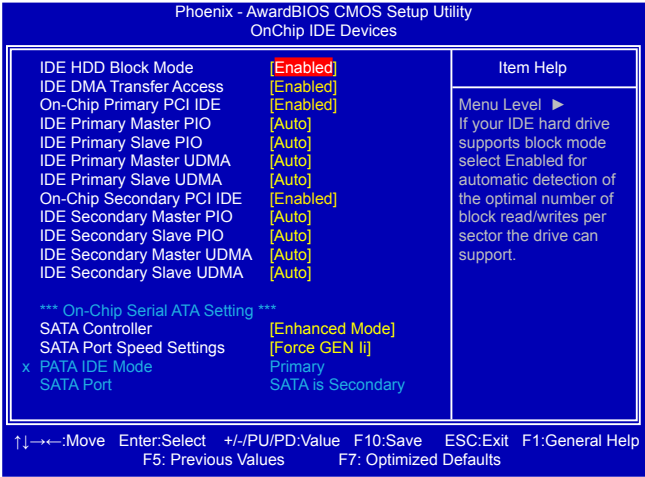 Phoenix - AwardBIOS CMOS Setup Utility
OnChip IDE Devices
IDE HDD Block Mode [Enabled]
IDE DMA Transfer Access [Enabled]
On-Chip Primary PCI IDE [Enabled]
IDE Primary Master PIO [Auto]
IDE Primary Slave PIO [Auto]
IDE Primary Master UDMA [Auto]
IDE Primary Slave UDMA [Auto]
On-Chip Secondary PCI IDE [Enabled]
IDE Secondary Master PIO [Auto]
IDE Secondary Slave PIO [Auto]
IDE Secondary Master UDMA [Auto]
IDE Secondary Slave UDMA [Auto]
*** On-Chip Serial ATA Setting ***
SATA Controller [Enhanced Mode]
SATA Port Speed Settings [Force GEN Ii]
x PATA IDE Mode Primary
SATA Port SATA is Secondary
Item Help
Menu Level ►
If your IDE hard drive
supports block mode
select Enabled for
automatic detection of
the optimal number of
block read/writes per
sector the drive can
support.
↑↓→←:Move Enter:Select +/-/PU/PD:Value F10:Save ESC:Exit F1:General Help
F5: Previous Values F7: Optimized Defaults